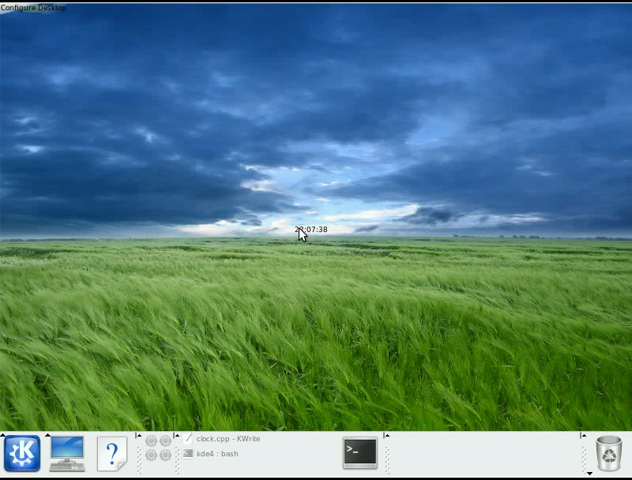 Configure Desktop
:07:38
clock.cpp - KWrite
kde4 : bash